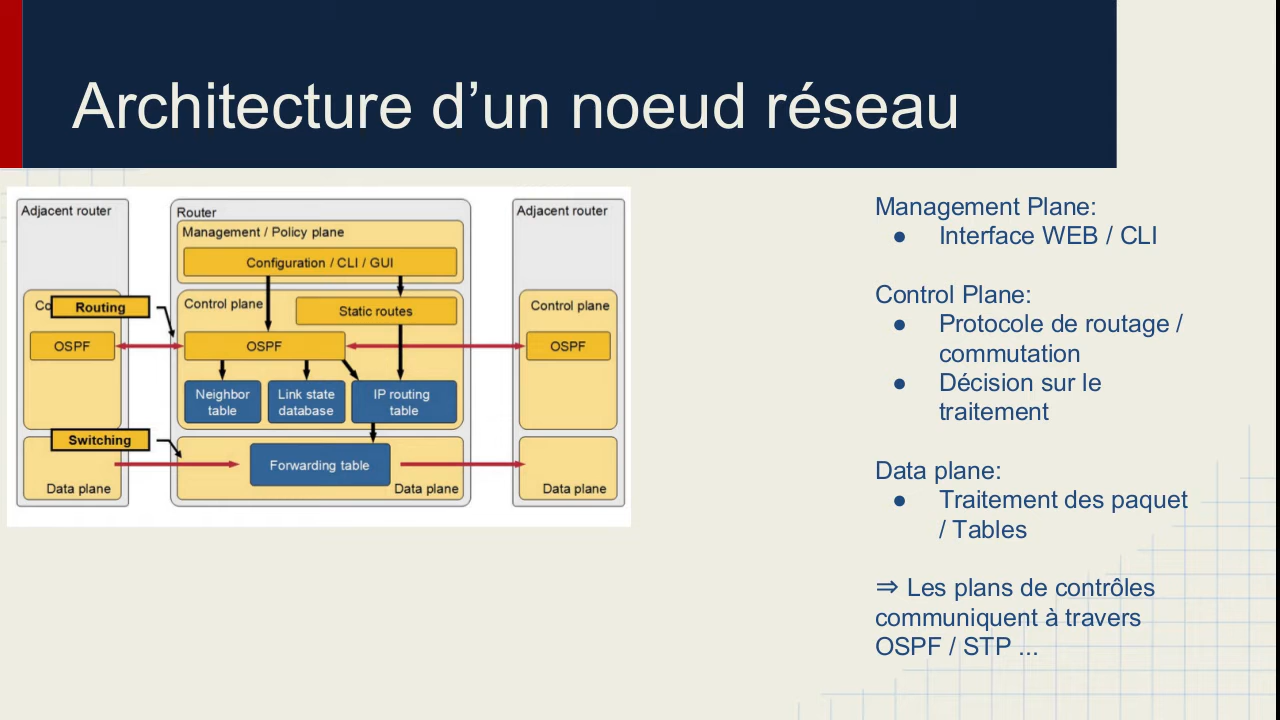 Architecture d’un noeud réseau
Adjacent router
Router
Adjacent router
Management / Policy plane
Configuration / CLI / GUI
Co
Routing
Control plane
Static routes
Control plane
OSPF
OSPF
OSPF
Neighbor
table
Link state
database
IP routing
table
Switching
Forwarding table
Data plane
Data plane
Data plane
Management Plane:
● Interface WEB / CLI
Control Plane:
● Protocole de routage /
commutation
● Décision sur le
traitement
Data plane:
● Traitement des paquet
/ Tables
⇒ Les plans de contrôles
communiquent à travers
OSPF / STP ...